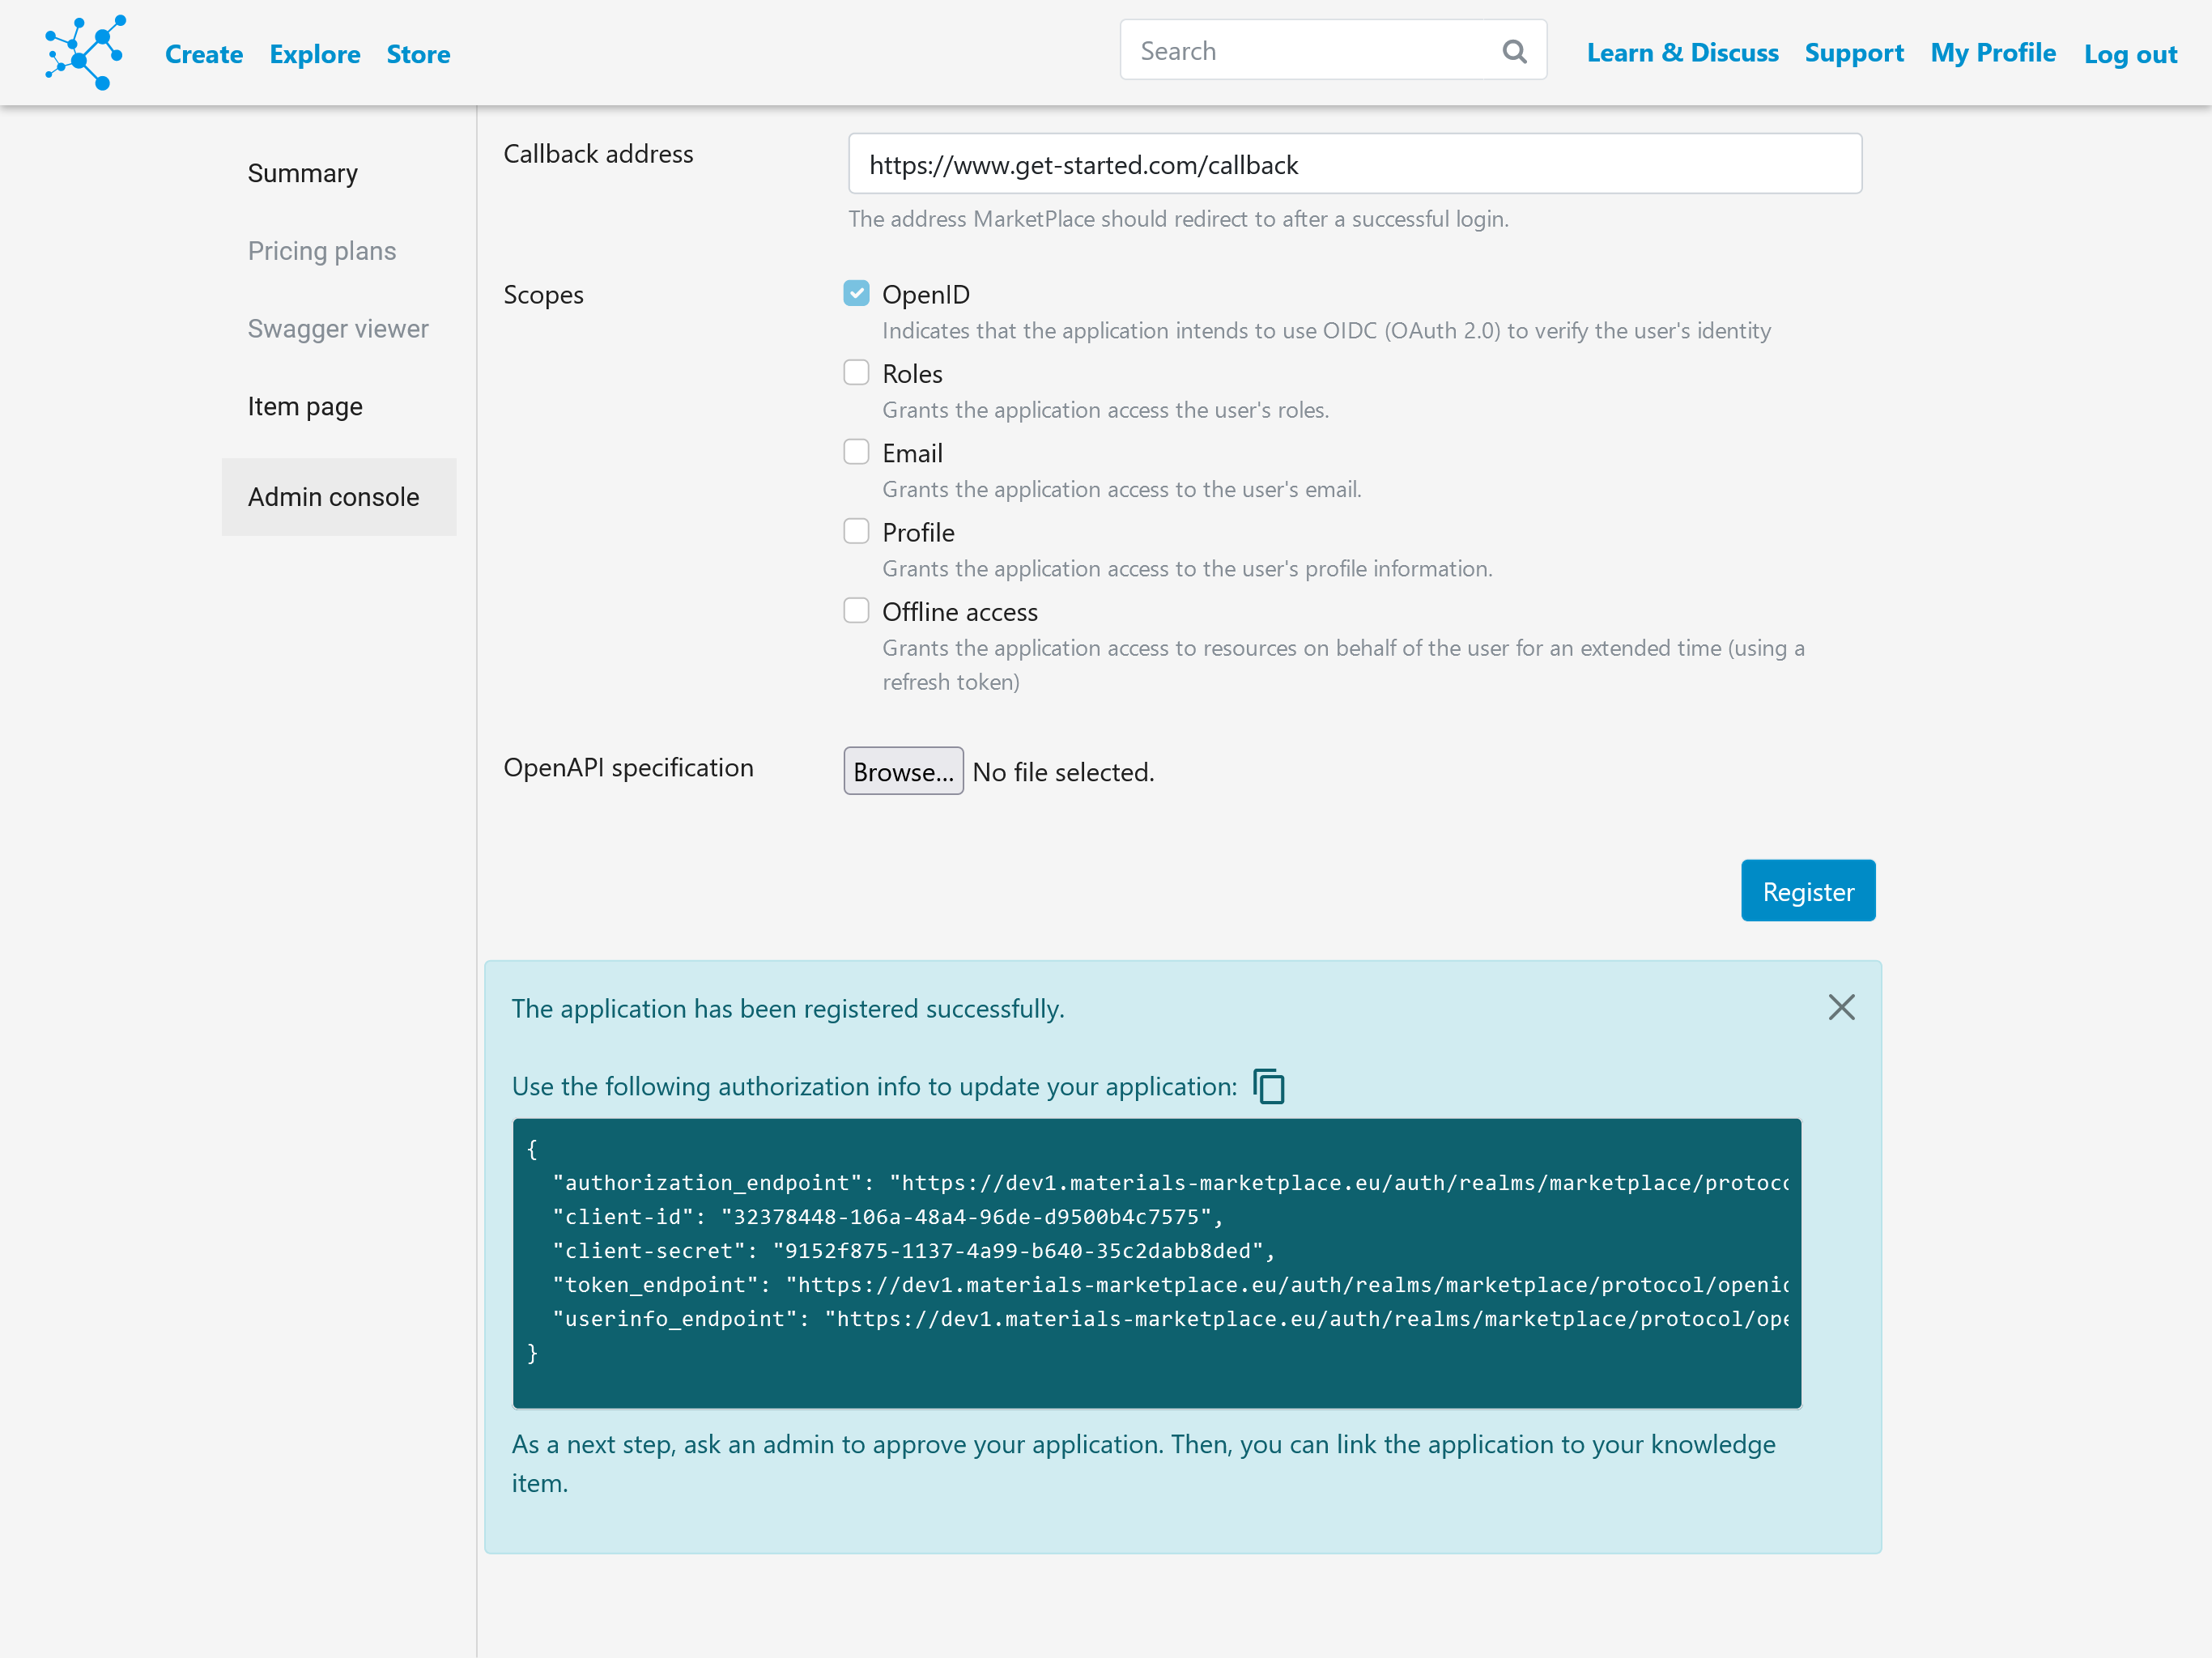 Create Explore Store Search Learn & Discuss Support My Profile Log out
Summary
Pricing plans
Swagger viewer
Item page
Admin console
Callback address
https://www.get-started.com/callback
The address MarketPlace should redirect to after a successful login.
Scopes
OpenID
Indicates that the application intends to use OIDC (OAuth 2.0) to verify the user's identity
Roles
Grants the application access the user's roles.
Email
Grants the application access to the user's email.
Profile
Grants the application access to the user's profile information.
Offline access
Grants the application access to resources on behalf of the user for an extended time (using a
refresh token)
OpenAPI specification
Browse... No file selected.
Register
The application has been registered successfully.
Use the following authorization info to update your application:
{
"authorization_endpoint": "https://dev1.materials-marketplace.eu/auth/realms/marketplace/protoco
"client-id": "32378448-106a-48a4-96de-d9500b4c7575",
"client-secret": "9152f875-1137-4a99-b640-35c2dabb8ded",
"token_endpoint": "https://dev1.materials-marketplace.eu/auth/realms/marketplace/protocol/openid
"userinfo_endpoint": "https://dev1.materials-marketplace.eu/auth/realms/marketplace/protocol/ope
}
As a next step, ask an admin to approve your application. Then, you can link the application to your knowledge
item.